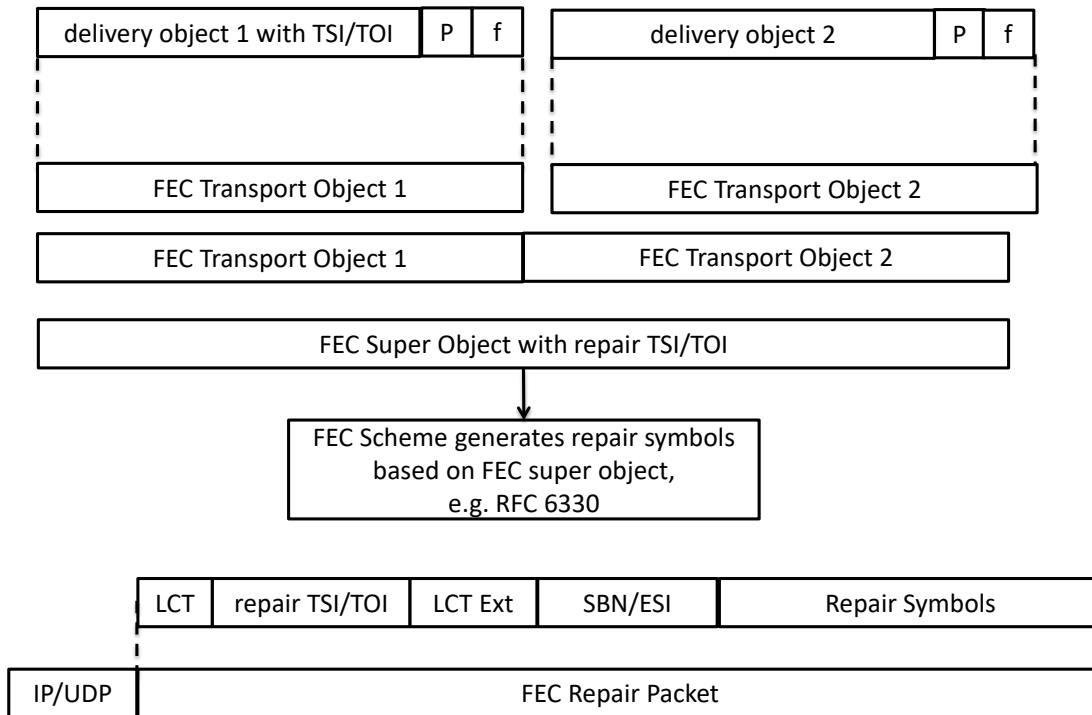 delivery object 1 with TSI/TOI P f delivery object 2 P f
FEC Transport Object 1 FEC Transport Object 2
FEC Transport Object 1 FEC Transport Object 2
FEC Super Object with repair TSI/TOI
FEC Scheme generates repair symbols
based on FEC super object,
e.g. RFC 6330
LCT repair TSI/TOI LCT Ext SBN/ESI Repair Symbols
IP/UDP FEC Repair Packet